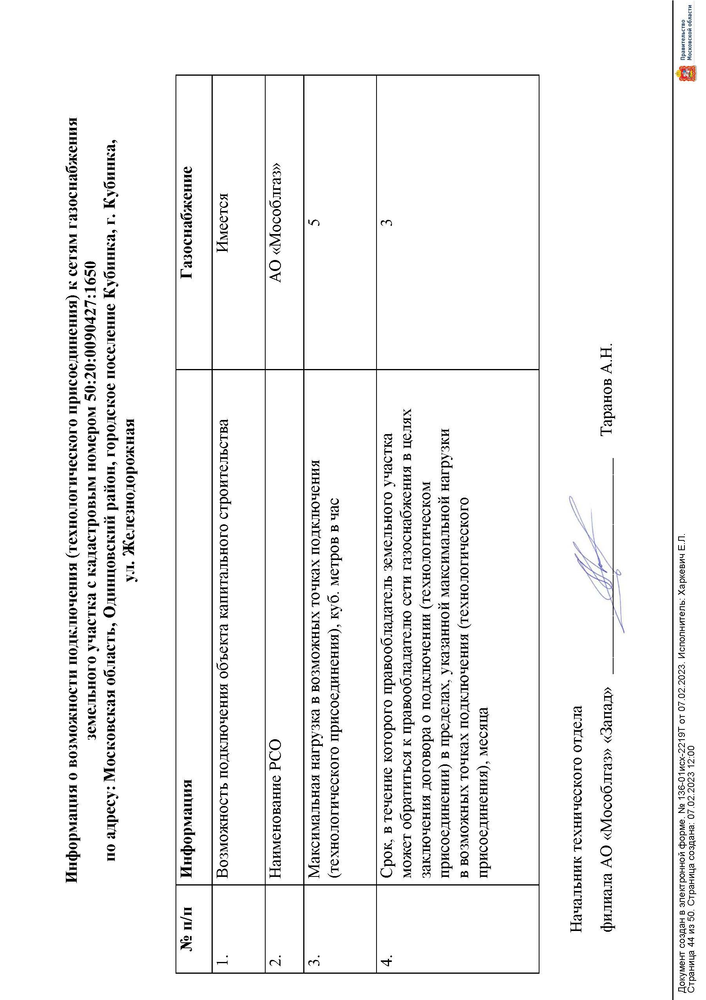 Информация о возможности подключения (технологического присоединения) к сетям газоснабжения
земельного участка с кадастровым номером 50:20:0090427:1650
по адресу: Московская область, Одинцовский район, городское поселение Кубинка, г. Кубинка,
ул. Железнодорожная
№ п/п Информация Газоснабжение
1. Возможность подключения объекта капитального строительства Имеется
2. Наименование РСО АО «Мособлгаз»
3. Максимальная нагрузка в возможных точках подключения 5
(технологического присоединения), куб. метров в час
4. Срок, в течение которого правообладатель земельного участка 3
может обратиться к правообладателю сети газоснабжения в целях
заключения договора о подключении (технологическом
присоединении) в пределах, указанной максимальной нагрузки
в возможных точках подключения (технологического
присоединения), месяца
Начальник технического отдела
филиала АО «Мособлгаз» «Запад» Таранов А.Н.
Документ создан в электронной форме. № 136-01исх-2219Т от 07.02.2023. Исполнитель: Харкевич Е.Л.
Страница 44 из 50. Страница создана: 07.02.2023 12:00
Правительство
Московской области